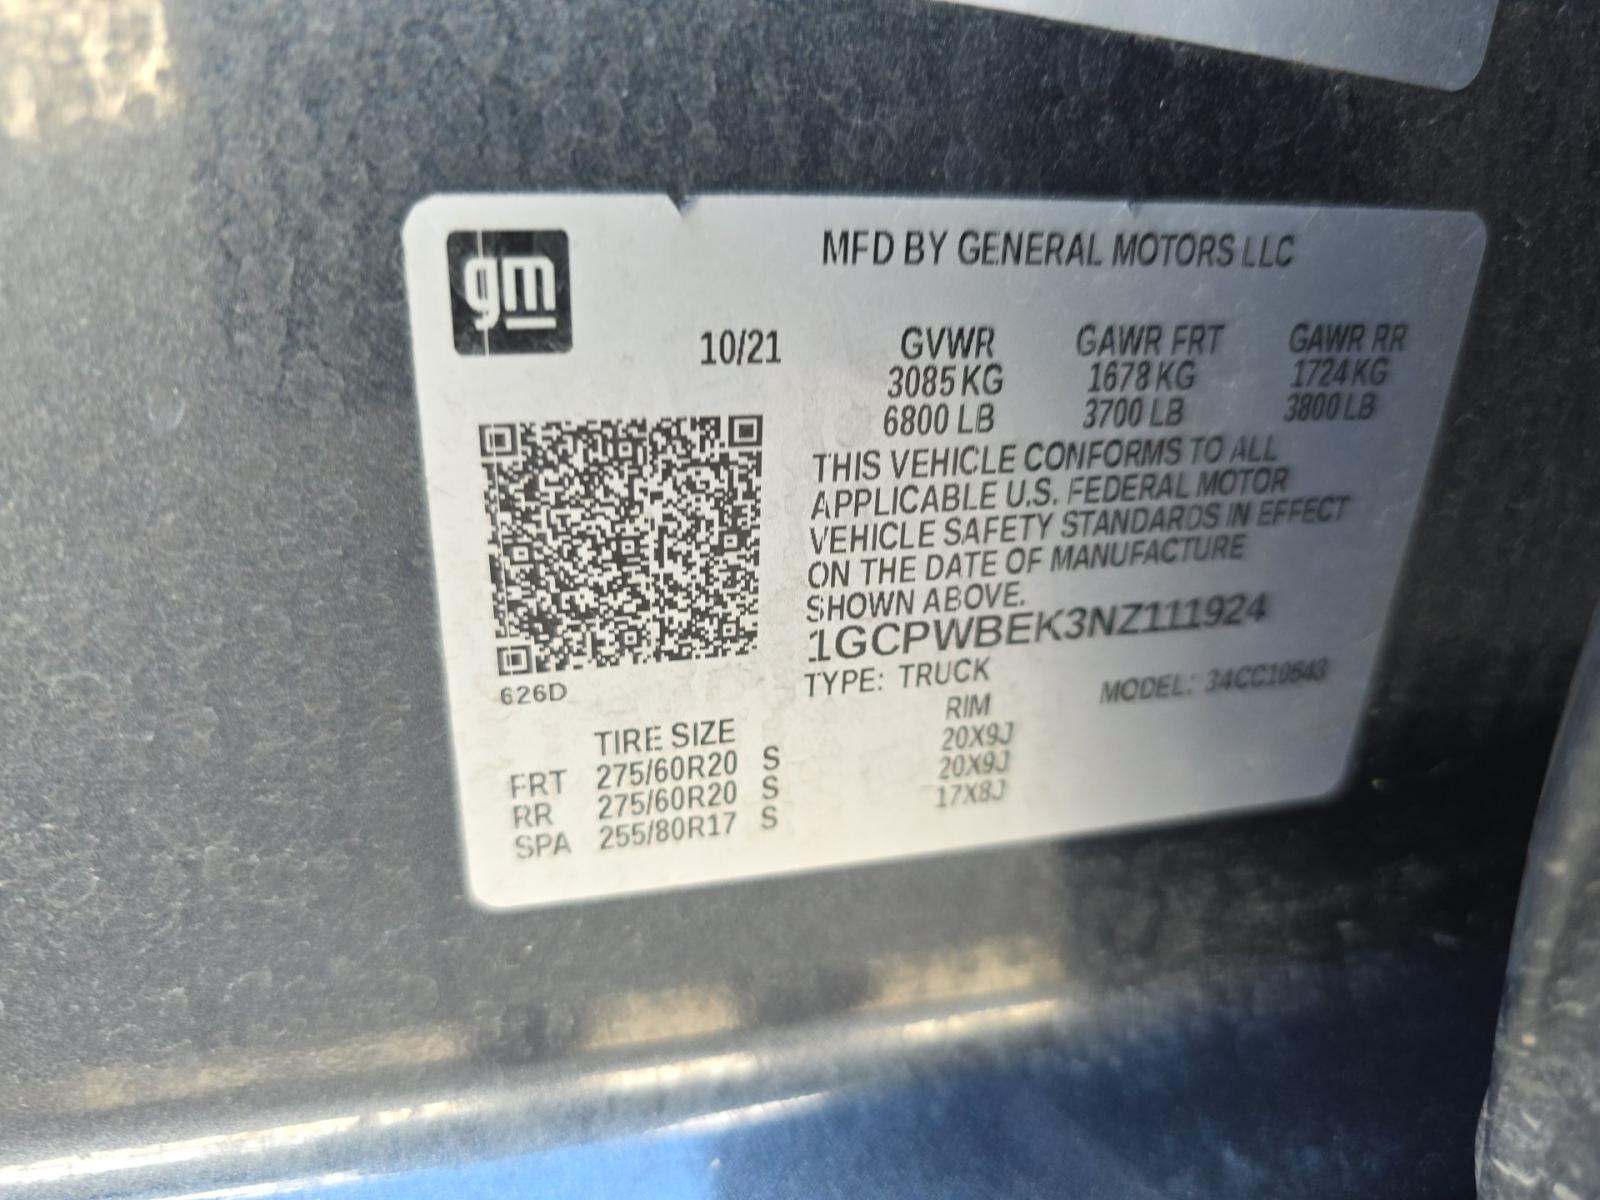 gm
MFD BY GENERAL MOTORS LLC
10/21 GVWR GAWR FRT GAWR RR
3085 KG 1678 KG 1724 KG
6800 LB 3700 LB 3800 LB
THIS VEHICLE CONFORMS TO ALL
APPLICABLE U.S. FEDERAL MOTOR
VEHICLE SAFETY STANDARDS IN EFFECT
ON THE DATE OF MANUFACTURE
SHOWN ABOVE.
1GCPWBEK3NZ111924
TYPE: TRUCK MODEL: 34CC10543
626D
TIRE SIZE RIM
FRT 275/60R20 S 20X9J
RR 275/60R20 S 20X9J
SPA 255/80R17 S 17X8J